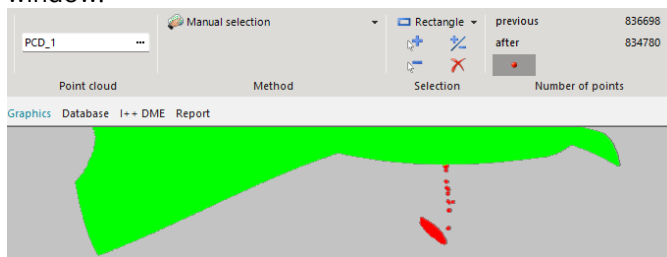 window.
Manual selection
Rectangle
previous 836698
PCD_1 ...
after 834780
Point cloud Method Selection Number of points
Graphics Database I++ DME Report